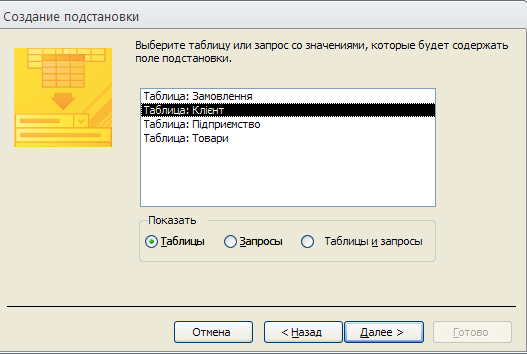 Создание подстановки
Выберите таблицу или запрос со значениями, которые будет содержать
поле подстановки.
Таблица: Замовлення
Таблица: Клієнт
Таблица: Підприємство
Таблица: Товари
Показать
Таблицы Запросы Таблицы и запросы
Отмена < Назад Далее > Готово